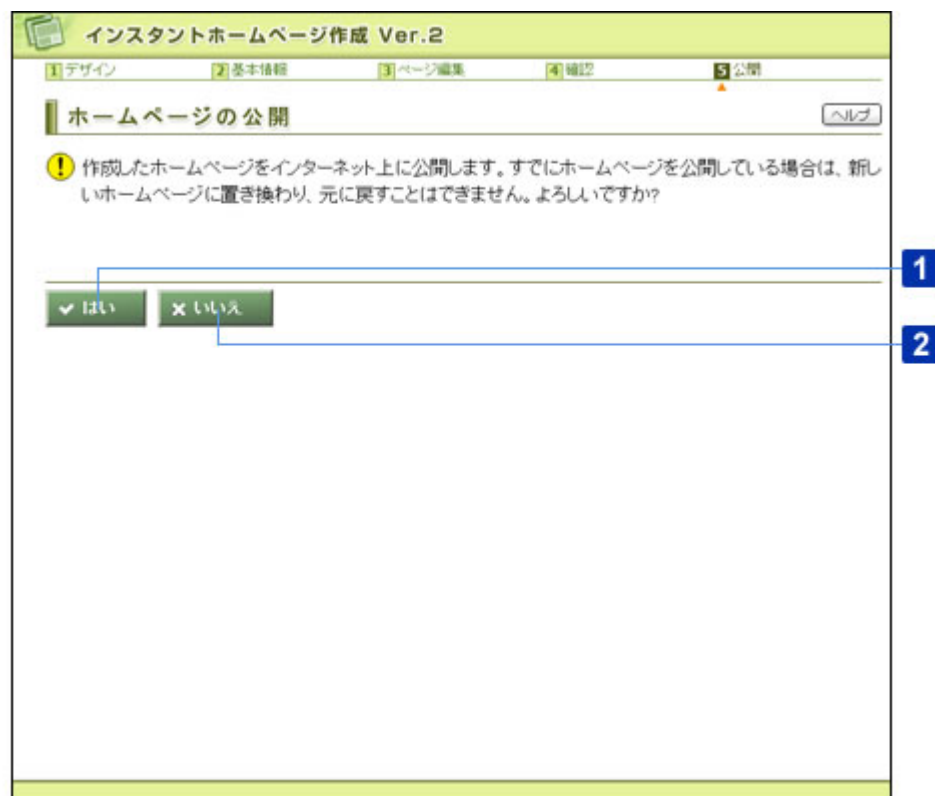 インスタントホームページ作成 Ver.2
1 デザイン 2 基本情報 3 ページ編集 4 確認 5 公開
ホームページの公開 ヘルプ
! 作成したホームページをインターネット上に公開します。すでにホームページを公開している場合は、新し
いホームページに置き換わり、元に戻すことはできません。よろしいですか?
1
はい いいえ
2